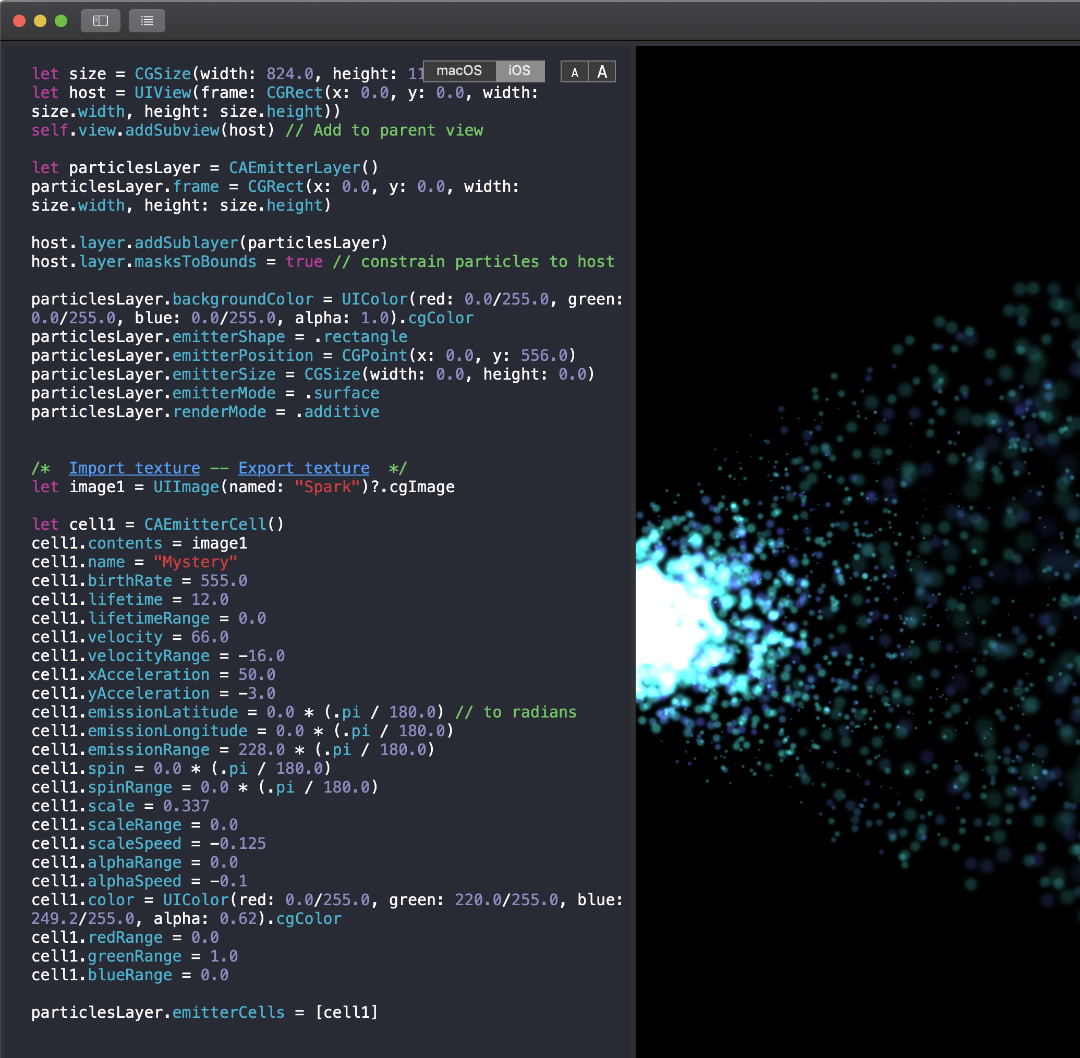 macOS iOS A A
let size = CGSize(width: 824.0, height: 11
let host = UIView(frame: CGRect(x: 0.0, y: 0.0, width:
size.width, height: size.height))
self.view.addSubview(host) // Add to parent view
let particlesLayer = CAEmitterLayer()
particlesLayer.frame = CGRect(x: 0.0, y: 0.0, width:
size.width, height: size.height)
host.layer.addSublayer(particlesLayer)
host.layer.masksToBounds = true // constrain particles to host
particlesLayer.backgroundColor = UIColor(red: 0.0/255.0, green:
0.0/255.0, blue: 0.0/255.0, alpha: 1.0).cgColor
particlesLayer.emitterShape = .rectangle
particlesLayer.emitterPosition = CGPoint(x: 0.0, y: 556.0)
particlesLayer.emitterSize = CGSize(width: 0.0, height: 0.0)
particlesLayer.emitterMode = .surface
particlesLayer.renderMode = .additive
/*  Import texture -- Export texture  */
let image1 = UIImage(named: "Spark")?.cgImage
let cell1 = CAEmitterCell()
cell1.contents = image1
cell1.name = "Mystery"
cell1.birthRate = 555.0
cell1.lifetime = 12.0
cell1.lifetimeRange = 0.0
cell1.velocity = 66.0
cell1.velocityRange = -16.0
cell1.xAcceleration = 50.0
cell1.yAcceleration = -3.0
cell1.emissionLatitude = 0.0 * (.pi / 180.0) // to radians
cell1.emissionLongitude = 0.0 * (.pi / 180.0)
cell1.emissionRange = 228.0 * (.pi / 180.0)
cell1.spin = 0.0 * (.pi / 180.0)
cell1.spinRange = 0.0 * (.pi / 180.0)
cell1.scale = 0.337
cell1.scaleRange = 0.0
cell1.scaleSpeed = -0.125
cell1.alphaRange = 0.0
cell1.alphaSpeed = -0.1
cell1.color = UIColor(red: 0.0/255.0, green: 220.0/255.0, blue:
249.2/255.0, alpha: 0.62).cgColor
cell1.redRange = 0.0
cell1.greenRange = 1.0
cell1.blueRange = 0.0
particlesLayer.emitterCells = [cell1]